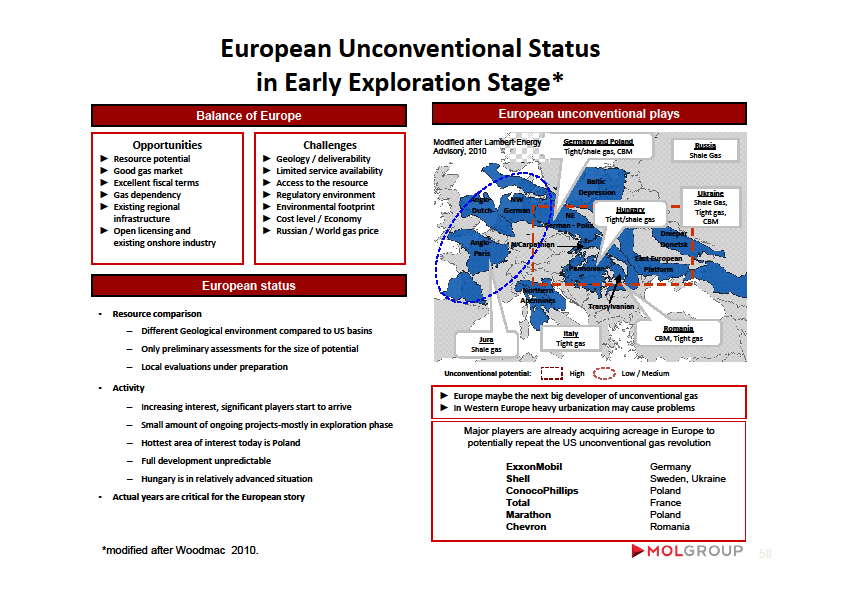 European Unconventional Status
in Early Exploration Stage*
Balance of Europe
Opportunities
► Resource potential
► Good gas market
► Excellent fiscal terms
► Gas dependency
► Existing regional
infrastructure
► Open licensing and
existing onshore industry
Challenges
► Geology / deliverability
► Limited service availability
► Access to the resource
► Regulatory environment
► Environmental footprint
► Cost level / Economy
► Russian / World gas price
European status
• Resource comparison
– Different Geological environment compared to US basins
– Only preliminary assessments for the size of potential
– Local evaluations under preparation
• Activity
– Increasing interest, significant players start to arrive
– Small amount of ongoing projects-mostly in exploration phase
– Hottest area of interest today is Poland
– Full development unpredictable
– Hungary is in relatively advanced situation
• Actual years are critical for the European story
*modified after Woodmac 2010.
European unconventional plays
Modified after Lambert Energy
Advisory, 2010
Germany and Poland
Tight/shale gas, CBM
Russia
Shale Gas
Baltic
Depression
Ukraine
Shale Gas,
Tight gas,
CBM
Anglo
Dutch
NW
German
Hungary
Tight/shale gas
NE
German - Polis
Dnieper
Donetsk
Anglo
Paris
N Carpathian
East European
Platform
Pannonian
Northern
Apennines
Transylvanian
Jura
Shale gas
Italy
Tight gas
Romania
CBM, Tight gas
Unconventional potential: High Low / Medium
► Europe maybe the next big developer of unconventional gas
► In Western Europe heavy urbanization may cause problems
Major players are already acquiring acreage in Europe to
potentially repeat the US unconventional gas revolution
ExxonMobil Germany
Shell Sweden, Ukraine
ConocoPhillips Poland
Total France
Marathon Poland
Chevron Romania
MOLGROUP
58